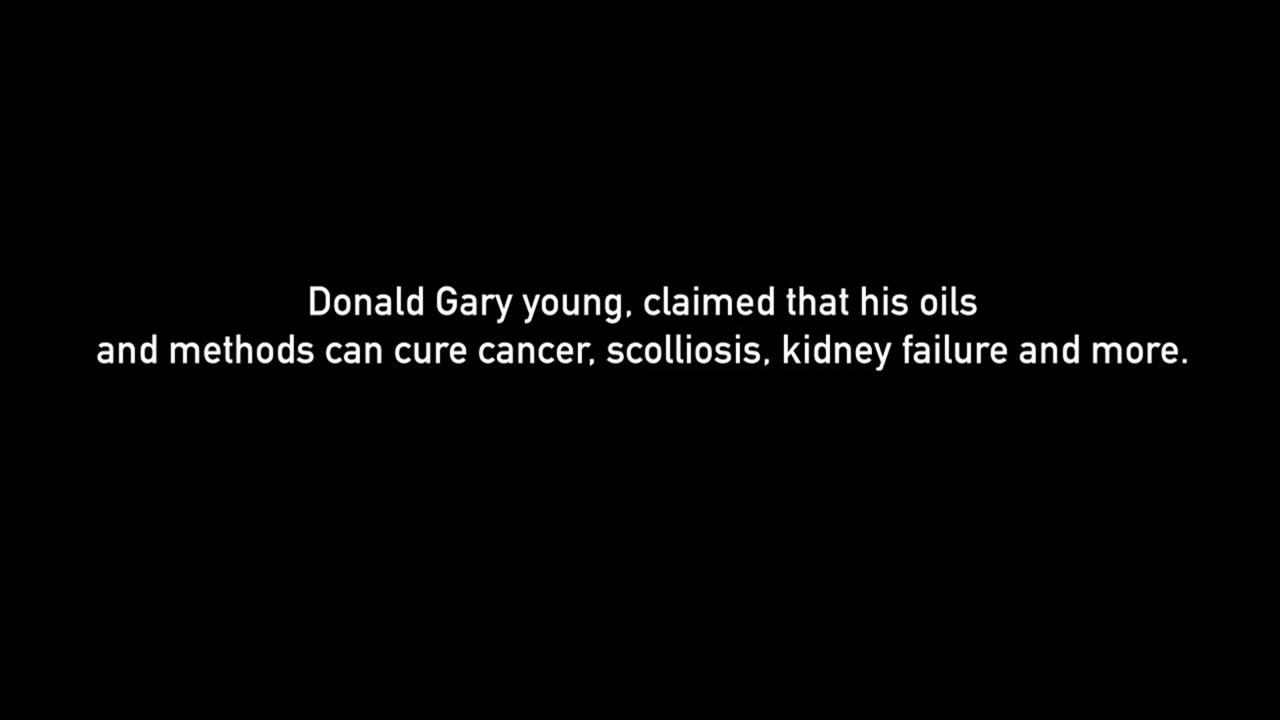 Donald Gary young, claimed that his oils
and methods can cure cancer, scolliosis, kidney failure and more.